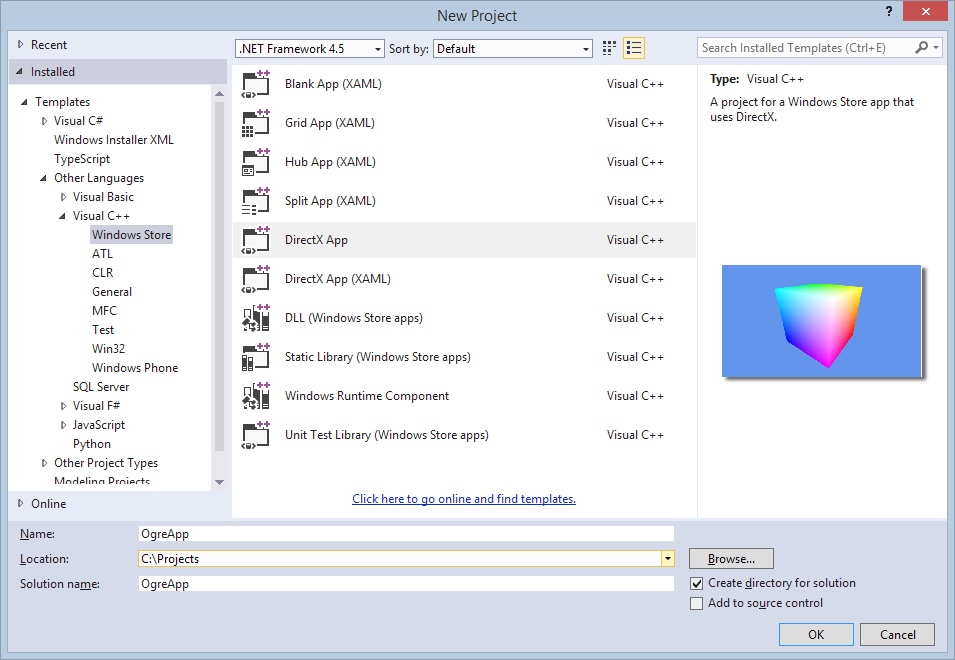 New Project
?
Recent
Installed
Templates
Visual C#
Windows Installer XML
TypeScript
Other Languages
Visual Basic
Visual C++
Windows Store
ATL
CLR
General
MFC
Test
Win32
Windows Phone
SQL Server
Visual F#
JavaScript
Python
Other Project Types
Modeling Projects
Online
.NET Framework 4.5 Sort by: Default
Blank App (XAML) Visual C++
Grid App (XAML) Visual C++
Hub App (XAML) Visual C++
Split App (XAML) Visual C++
DirectX App Visual C++
DirectX App (XAML) Visual C++
DLL (Windows Store apps) Visual C++
Static Library (Windows Store apps) Visual C++
Windows Runtime Component Visual C++
Unit Test Library (Windows Store apps) Visual C++
Click here to go online and find templates.
Search Installed Templates (Ctrl+E)
Type: Visual C++
A project for a Windows Store app that
uses DirectX.
Name: OgreApp
Location: C:\Projects Browse...
Solution name: OgreApp
Create directory for solution
Add to source control
OK Cancel